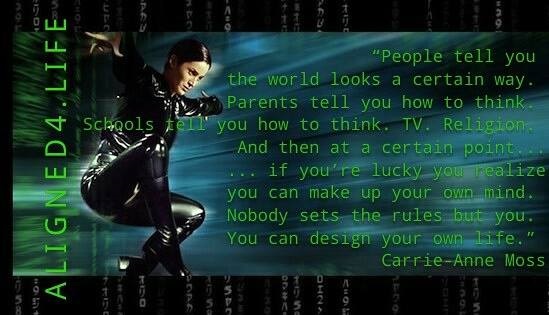 ALIGNED4.LIFE
“People tell you
the world looks a certain way.
Parents tell you how to think.
Schools tell you how to think. TV. Religion.
And then at a certain point...
... if you’re lucky you realize
you can make up your own mind.
Nobody sets the rules but you.
You can design your own life.”
Carrie-Anne Moss